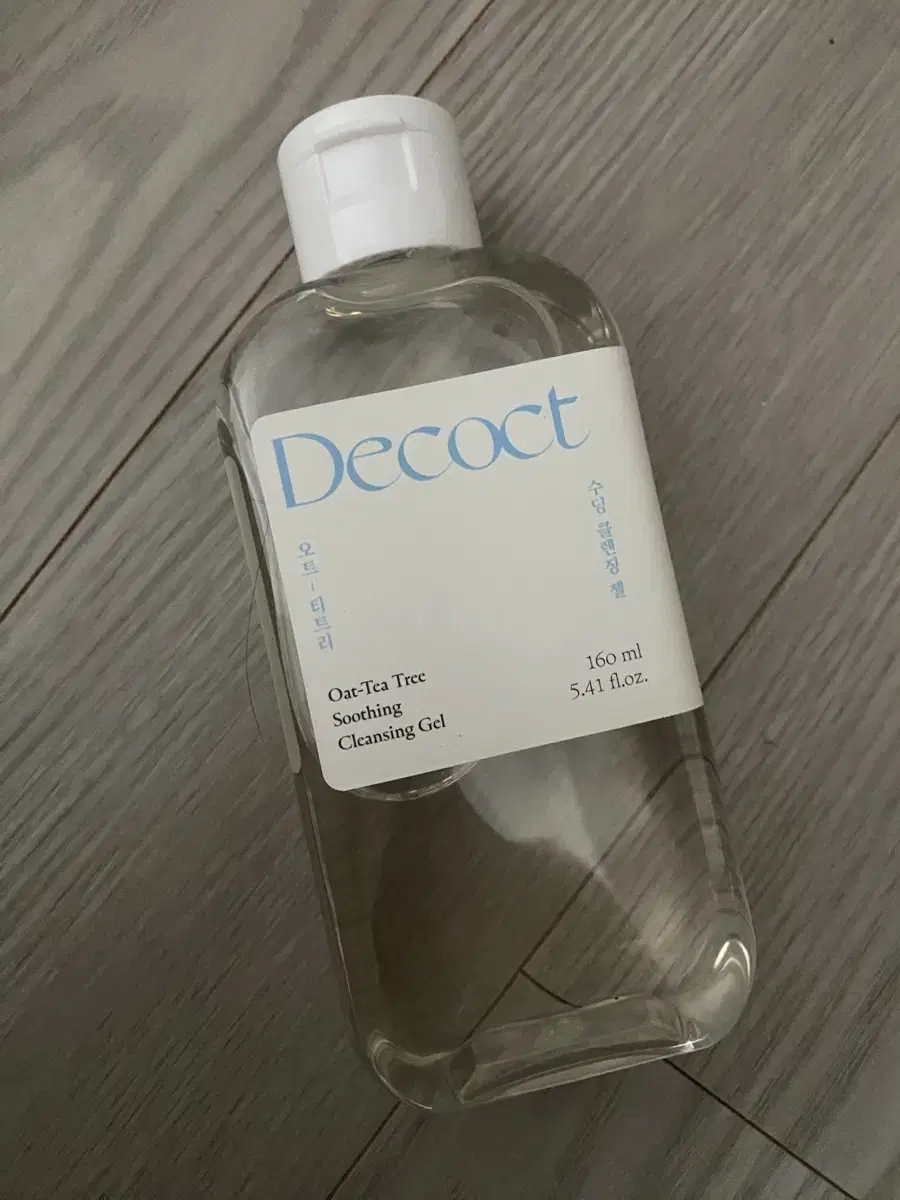 Decoct
오트-티트리
수딩 클렌징 젤
Oat-Tea Tree
Soothing
Cleansing Gel
160 ml
5.41 fl.oz.